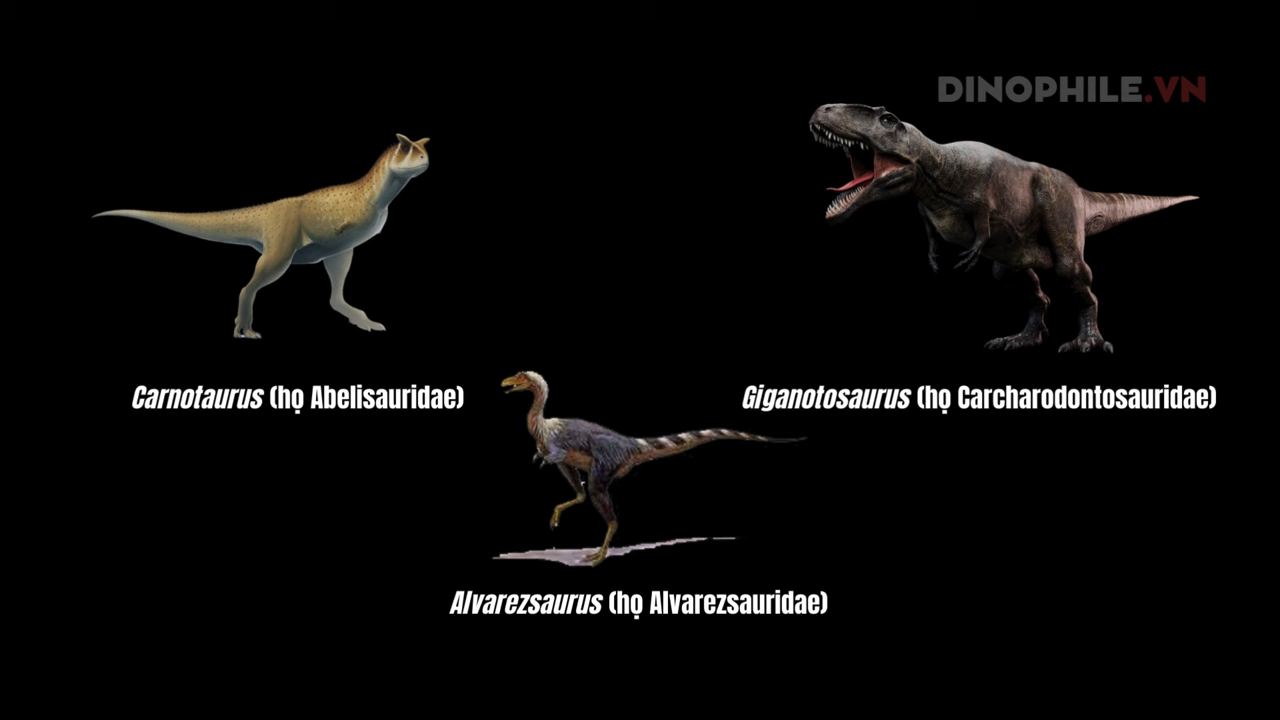 DINOPHILE.VN
Carnotaurus (họ Abelisauridae)
Giganotosaurus (họ Carcharodontosauridae)
Alvarezsaurus (họ Alvarezsauridae)